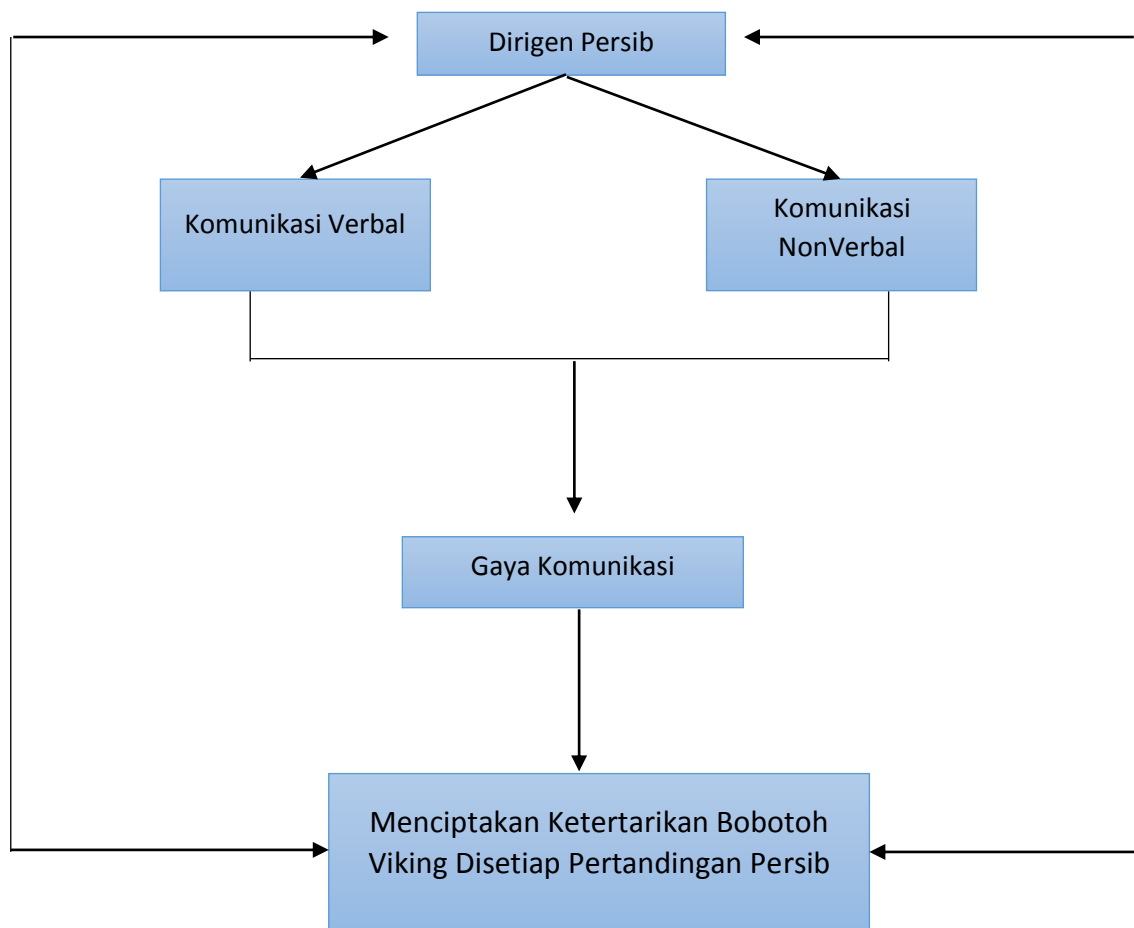 Dirigen Persib
Komunikasi Verbal
Komunikasi
NonVerbal
Gaya Komunikasi
Menciptakan Ketertarikan Bobotoh
Viking Disetiap Pertandingan Persib